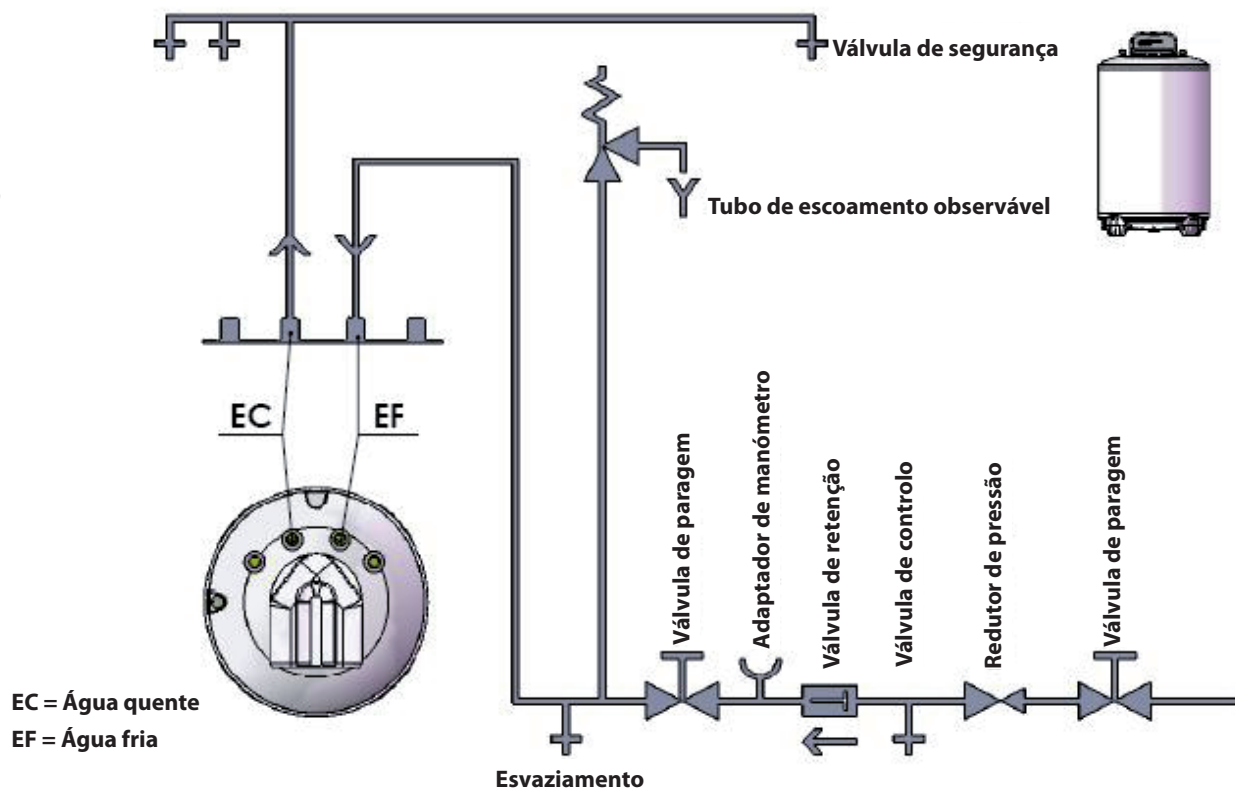 Válvula de segurança
Tubo de escoamento observável
EC
EF
Válvula de paragem
Adaptador de manómetro
Válvula de retenção
Válvula de controlo
Redutor de pressão
Válvula de paragem
EC = Água quente
EF = Água fria
Esvaziamento